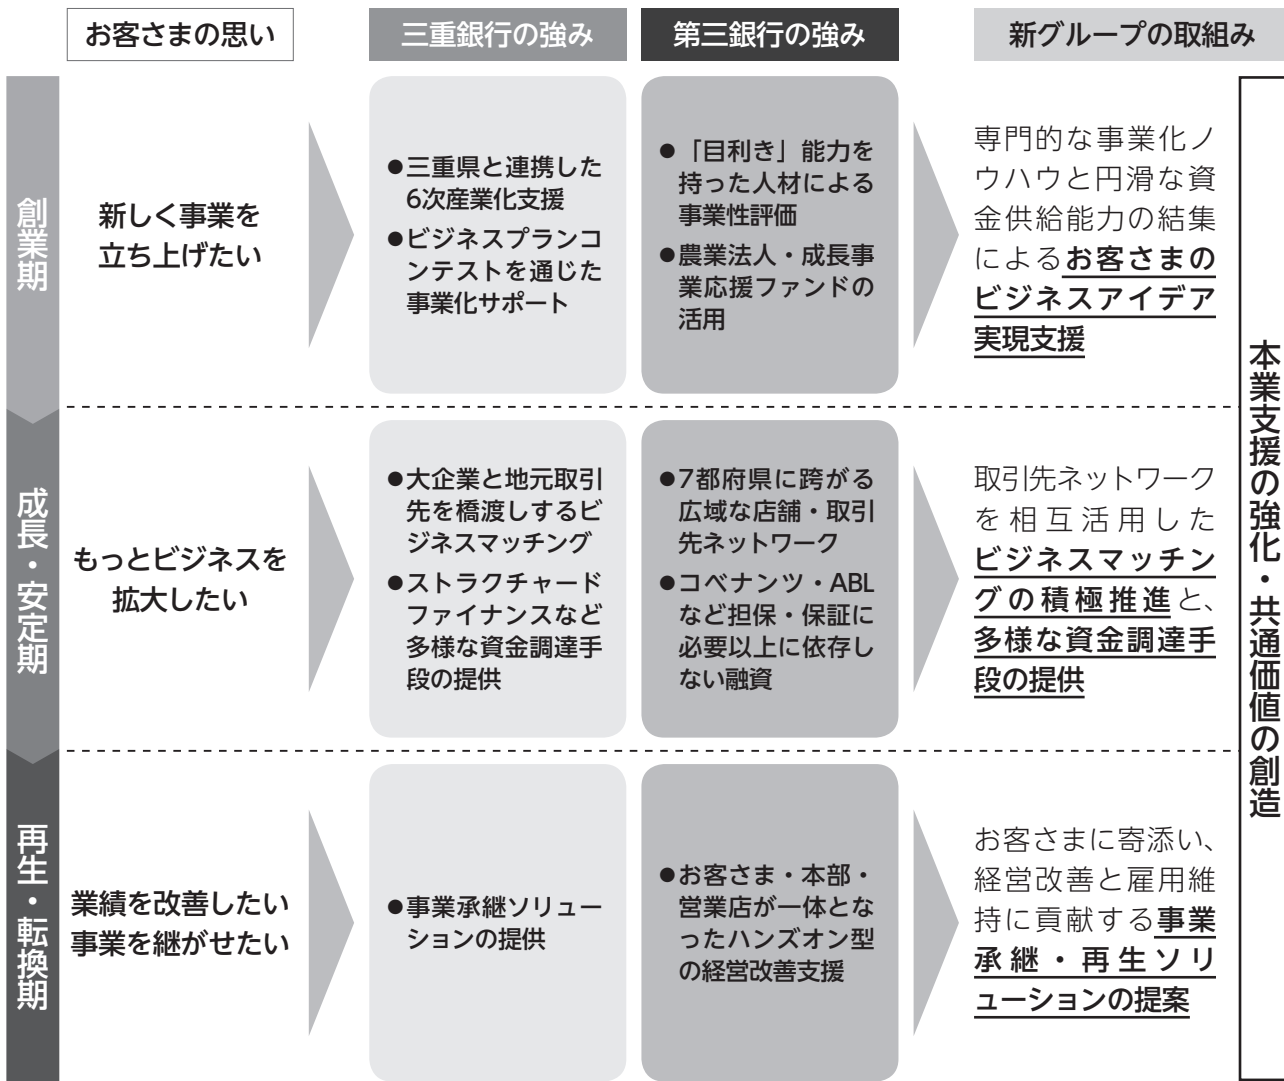 お客さまの思い
三重銀行の強み
第三銀行の強み
新グループの取組み
創業期
新しく事業を
立ち上げたい
●三重県と連携した
6次産業化支援
●ビジネスプランコ
ンテストを通じた
事業化サポート
●「目利き」能力を
持った人材による
事業性評価
●農業法人・成長事
業応援ファンドの
活用
専門的な事業化ノ
ウハウと円滑な資
金供給能力の結集
によるお客さまの
ビジネスアイデア
実現支援
成長・安定期
もっとビジネスを
拡大したい
●大企業と地元取引
先を橋渡しするビ
ジネスマッチング
●ストラクチャード
ファイナンスなど
多様な資金調達手
段の提供
●7都府県に跨がる
広域な店舗・取引
先ネットワーク
●コベナンツ・ABL
など担保・保証に
必要以上に依存し
ない融資
取引先ネットワーク
を相互活用した
ビジネスマッチン
グの積極推進と、
多様な資金調達手
段の提供
再生・転換期
業績を改善したい
事業を継がせたい
●事業承継ソリュー
ションの提供
●お客さま・本部・
営業店が一体とな
ったハンズオン型
の経営改善支援
お客さまに寄添い、
経営改善と雇用維
持に貢献する事業
承継・再生ソリ
ューションの提案
本業支援の強化・共通価値の創造